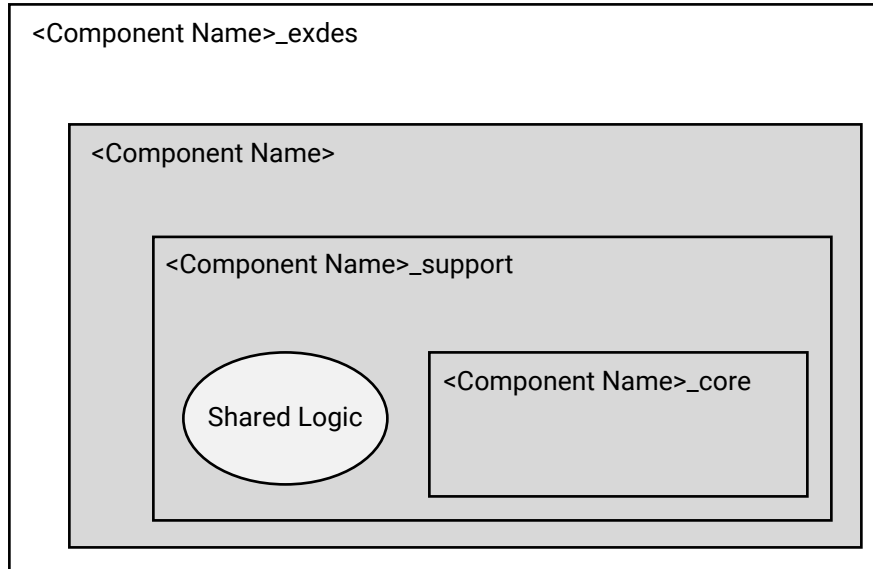 <Component Name>_exdes
<Component Name>
<Component Name>_support
<Component Name>_core
Shared Logic